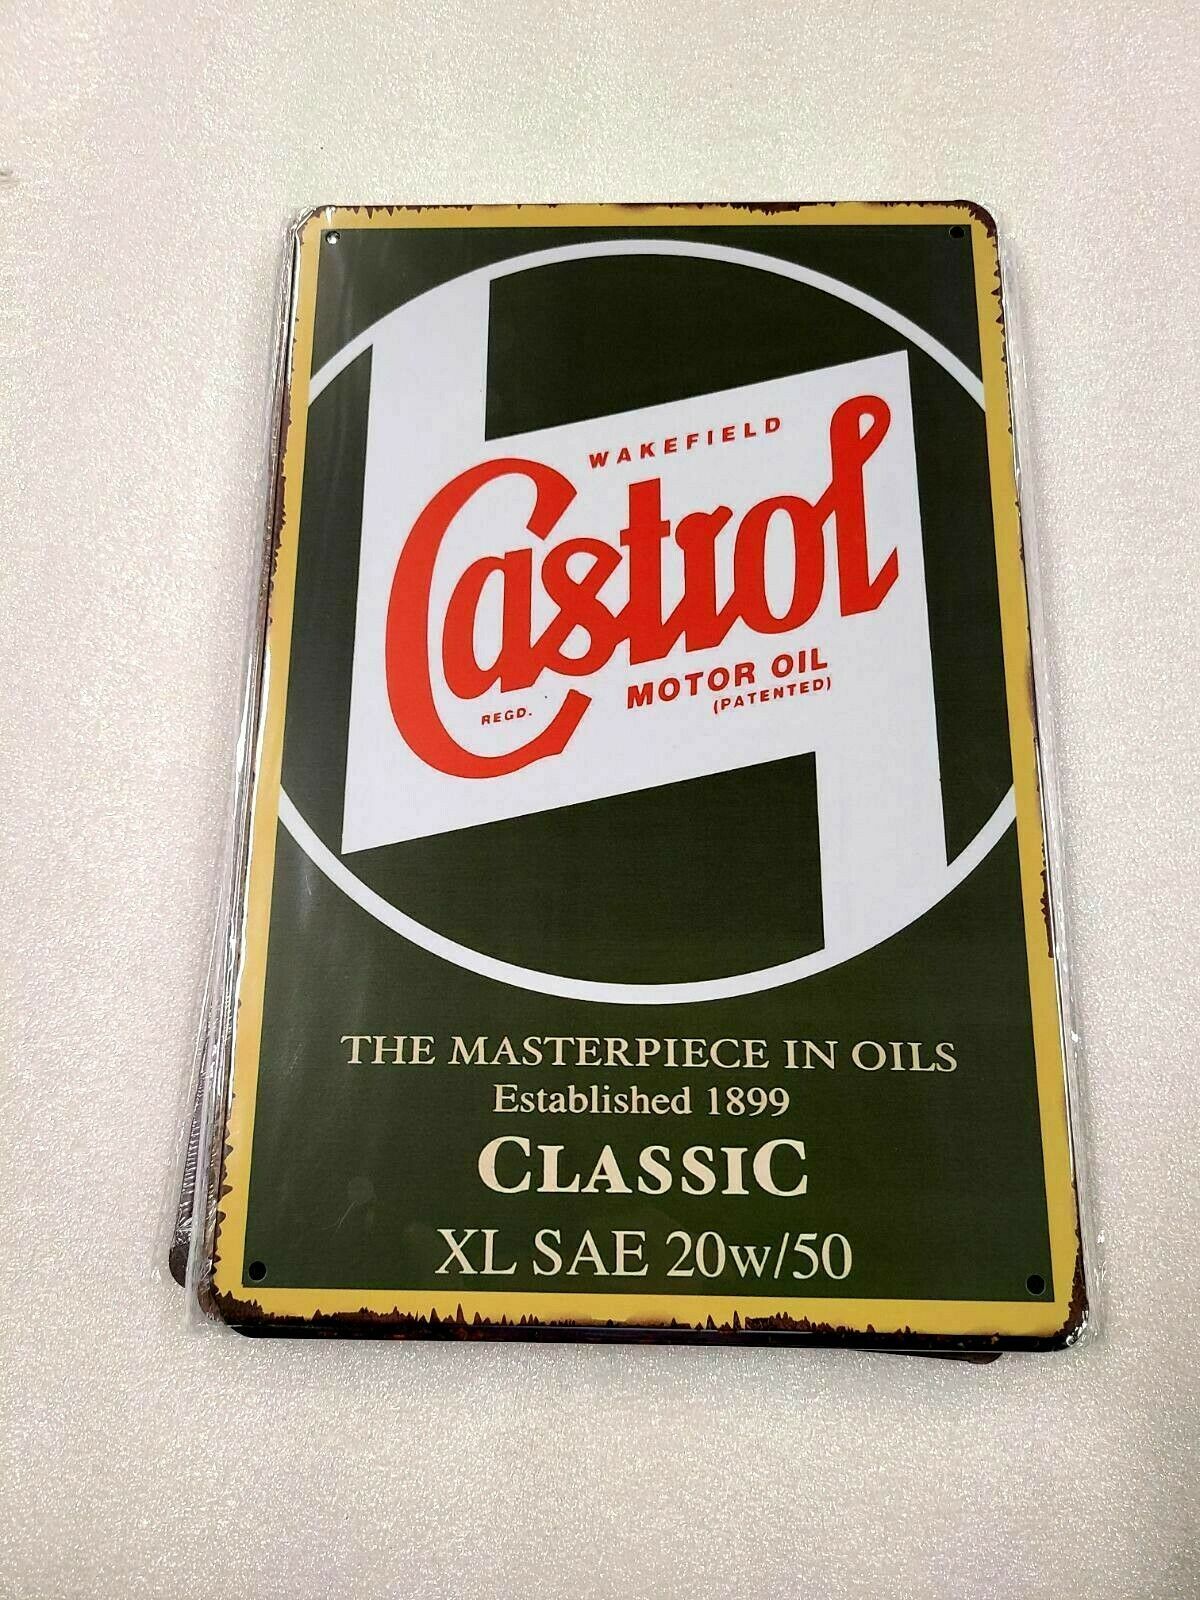 WAKEFIELD
Castrol
REGD.
MOTOR OIL
(PATENTED)
THE MASTERPIECE IN OILS
Established 1899
CLASSIC
XL SAE 20w/50